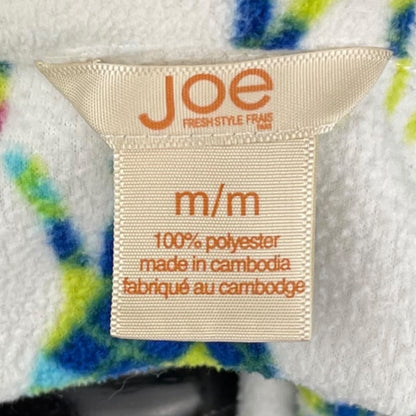 Joe
FRESH STYLE FRAIS
m/m
100% polyester
made in cambodia
fabriqué au cambodge